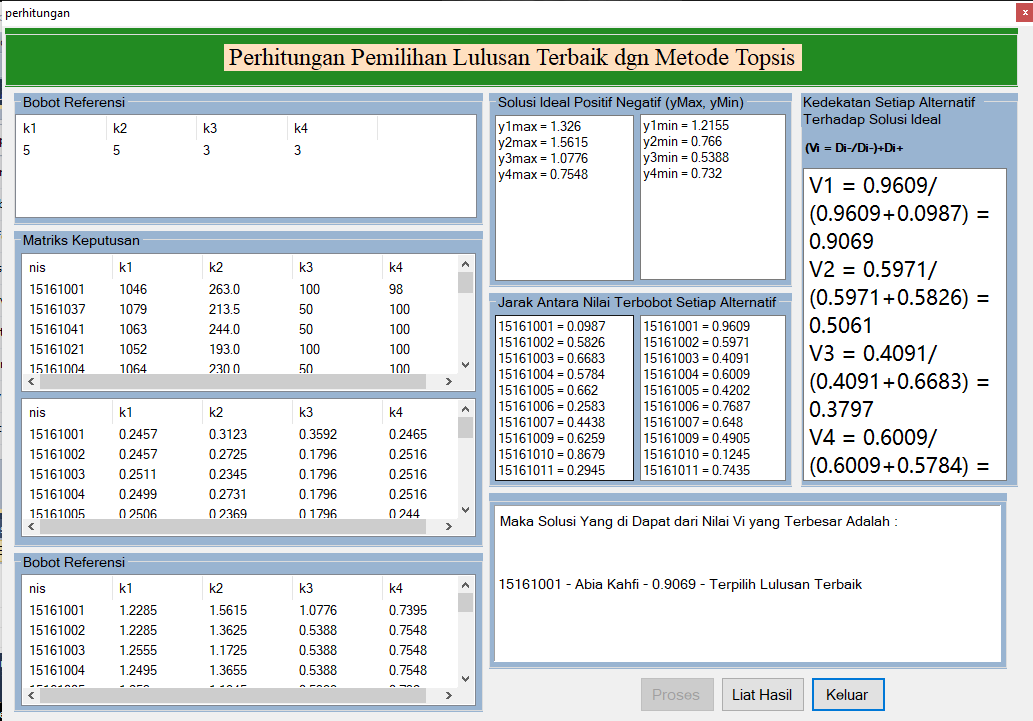 perhitungan
x
Perhitungan Pemilihan Lulusan Terbaik dgn Metode Topsis
Bobot Referensi
k1 k2 k3 k4
5 5 3 3
Matriks Keputusan
nis k1 k2 k3 k4
15161001 1046 263.0 100 98
15161037 1079 213.5 50 100
15161041 1063 244.0 50 100
15161021 1052 193.0 100 100
15161004 1064 230.0 50 100
nis k1 k2 k3 k4
15161001 0.2457 0.3123 0.3592 0.2465
15161002 0.2457 0.2725 0.1796 0.2516
15161003 0.2511 0.2345 0.1796 0.2516
15161004 0.2499 0.2731 0.1796 0.2516
15161005 0.2506 0.2369 0.1796 0.244
Bobot Referensi
nis k1 k2 k3 k4
15161001 1.2285 1.5615 1.0776 0.7395
15161002 1.2285 1.3625 0.5388 0.7548
15161003 1.2555 1.1725 0.5388 0.7548
15161004 1.2495 1.3655 0.5388 0.7548
Solusi Ideal Positif Negatif (yMax, yMin)
y1max = 1.326
y2max = 1.5615
y3max = 1.0776
y4max = 0.7548
y1min = 1.2155
y2min = 0.766
y3min = 0.5388
y4min = 0.732
Jarak Antara Nilai Terbobot Setiap Alternatif
15161001 = 0.0987
15161002 = 0.5826
15161003 = 0.6683
15161004 = 0.5784
15161005 = 0.662
15161006 = 0.2583
15161007 = 0.4438
15161009 = 0.6259
15161010 = 0.8679
15161011 = 0.2945
15161001 = 0.9609
15161002 = 0.5971
15161003 = 0.4091
15161004 = 0.6009
15161005 = 0.4202
15161006 = 0.7687
15161007 = 0.648
15161009 = 0.4905
15161010 = 0.1245
15161011 = 0.7435
Kedekatan Setiap Alternatif
Terhadap Solusi Ideal
(Vi = Di-/Di-)+Di+
V1 = 0.9609/
(0.9609+0.0987) =
0.9069
V2 = 0.5971/
(0.5971+0.5826) =
0.5061
V3 = 0.4091/
(0.4091+0.6683) =
0.3797
V4 = 0.6009/
(0.6009+0.5784) =
Maka Solusi Yang di Dapat dari Nilai Vi yang Terbesar Adalah :
15161001 - Abia Kahfi - 0.9069 - Terpilih Lulusan Terbaik
Proses Liat Hasil Keluar